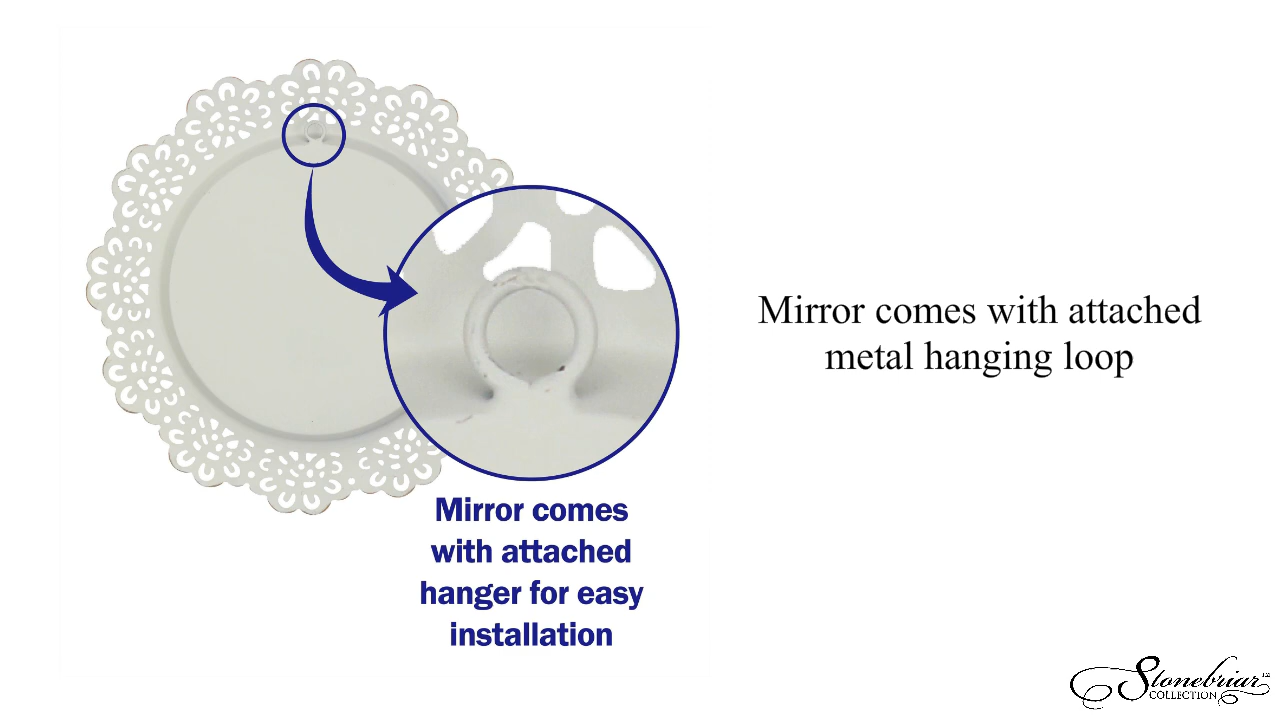 Mirror comes with attached
metal hanging loop
Mirror comes
with attached
hanger for easy
installation
Stonebriar
COLLECTION